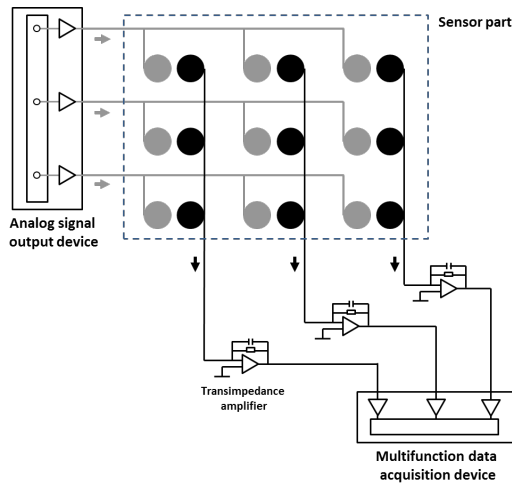 Sensor part
Analog signal
output device
Transimpedance
amplifier
Multifunction data
acquisition device